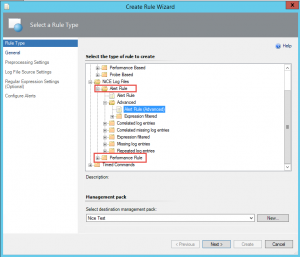 Create Rule Wizard
Select a Rule Type
Rule Type
General
Preprocessing Settings
Log File Source Settings
Regular Expression Settings
(Optional)
Configure Alerts
Help
Select the type of rule to create
Performance Based
Probe Based
NiCE Log Files
Alert Rule
Alert Rule
Advanced
Alert Rule (Advanced)
Expression filtered
Correlated log entries
Correlated missing log entries
Expression filtered
Missing log entries
Repeated log entries
Performance Rule
Timed Commands
Description:
Management pack
Select destination management pack:
Nice Test
New...
< Previous
Next >
Create
Cancel